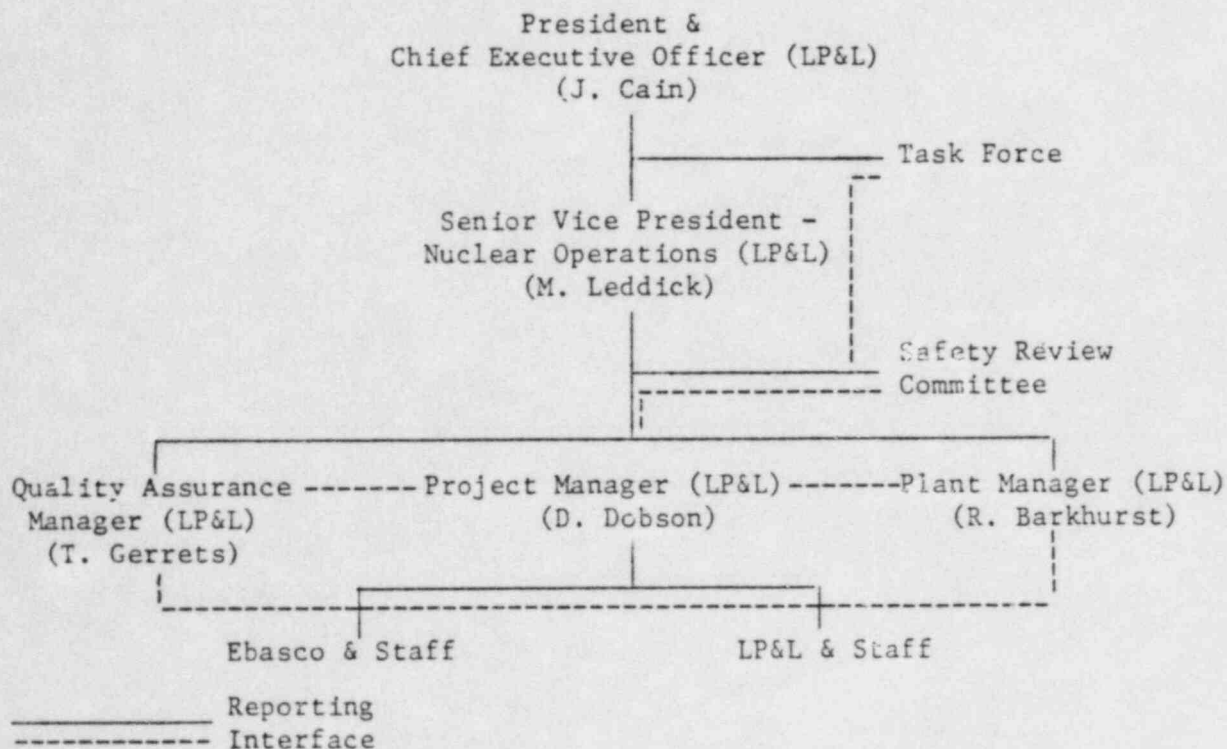 President &
Chief Executive Officer (LP&L)
(J. Cain)
Task Force
Senior Vice President -
Nuclear Operations (LP&L)
(M. Leddick)
Safety Review
Committee
Quality Assurance
Manager (LP&L)
(T. Gerrets)
Project Manager (LP&L)
(D. Dobson)
Plant Manager (LP&L)
(R. Barkhurst)
Ebasco & Staff
LP&L & Staff
Reporting
Interface